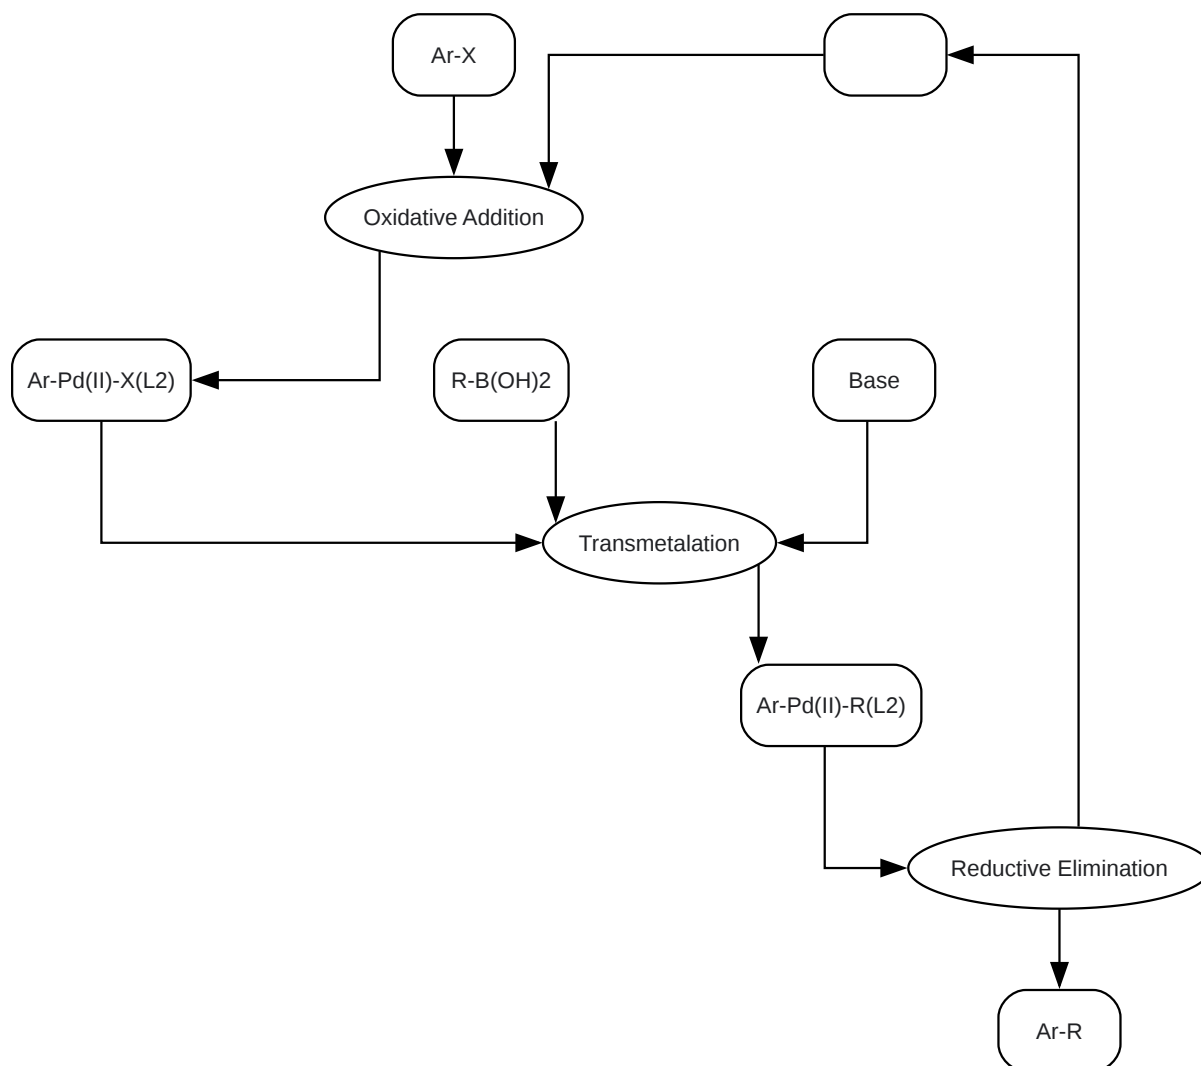 Ar-X
Oxidative Addition
Ar-Pd(II)-X(L2)
R-B(OH)2
Base
Transmetalation
Ar-Pd(II)-R(L2)
Reductive Elimination
Ar-R